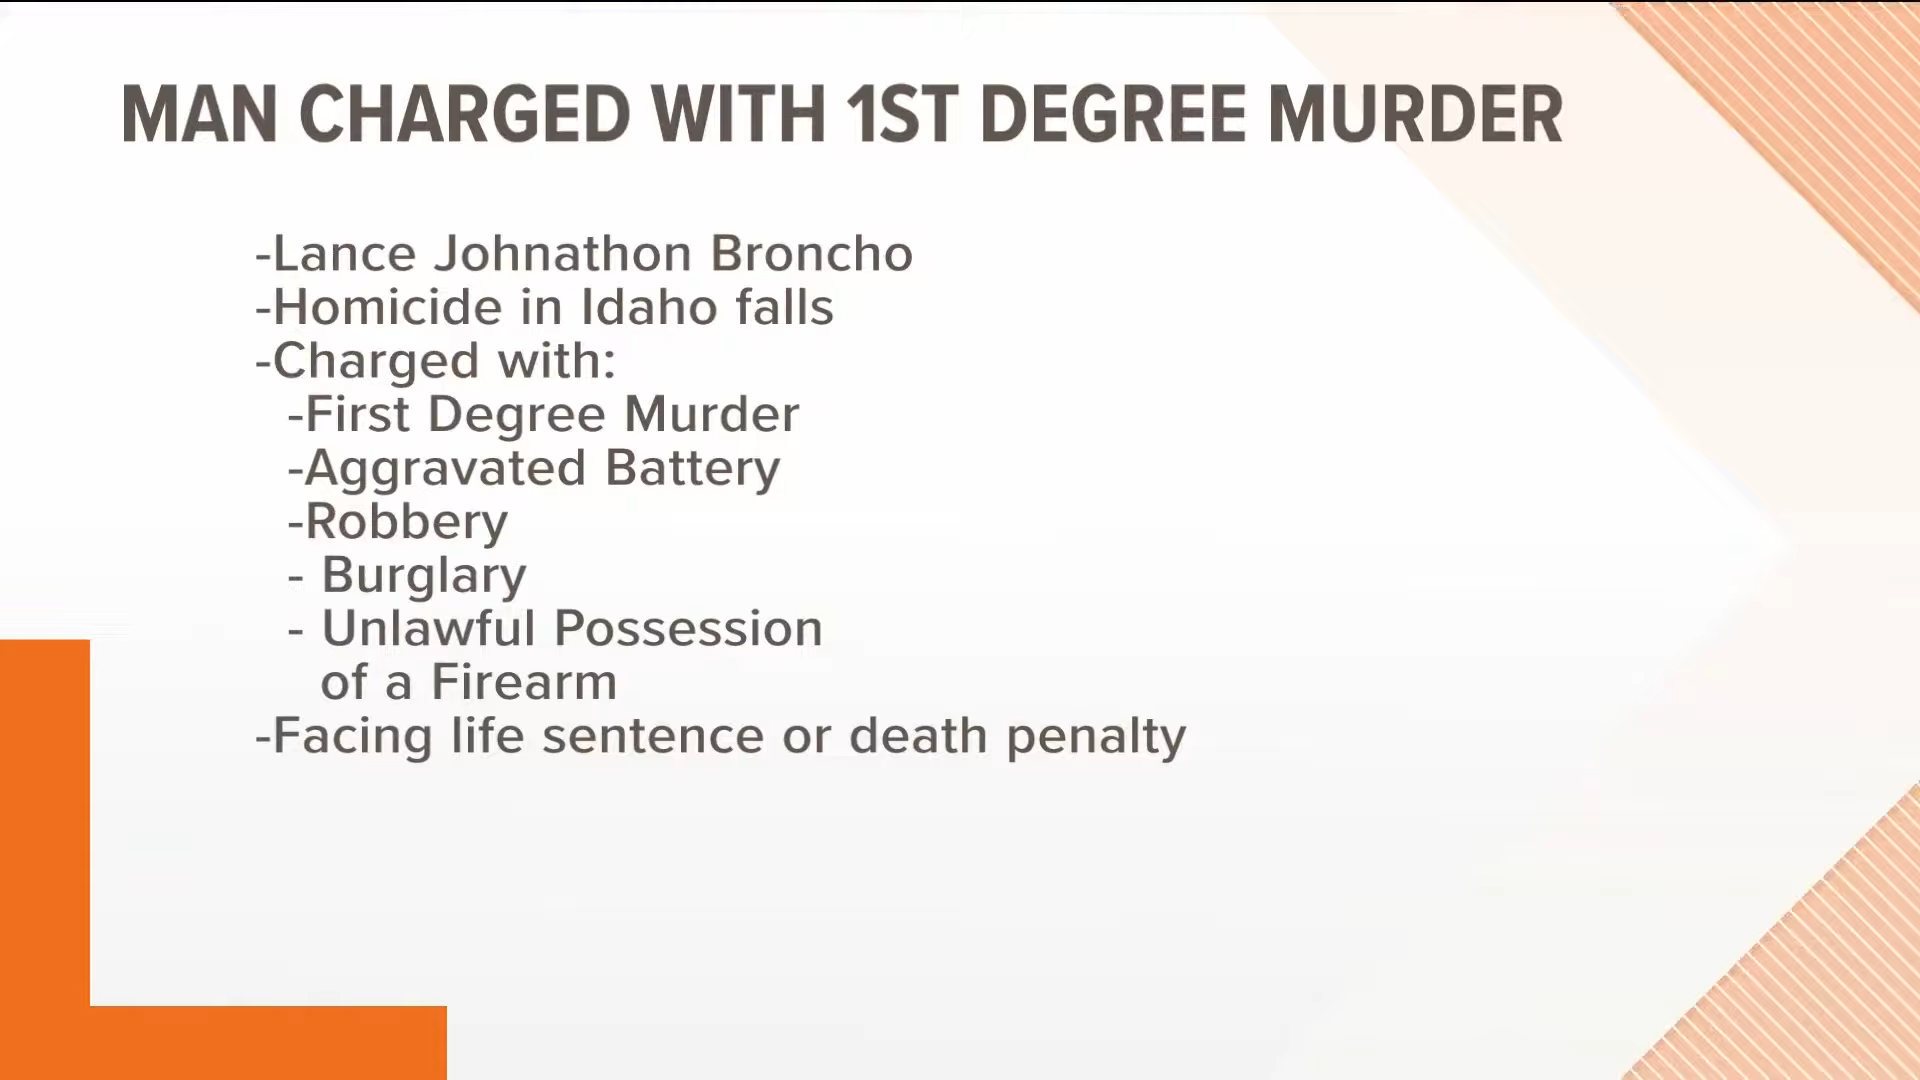 MAN CHARGED WITH 1ST DEGREE MURDER
-Lance Johnathon Broncho
-Homicide in Idaho falls
-Charged with:
-First Degree Murder
-Aggravated Battery
-Robbery
- Burglary
- Unlawful Possession
of a Firearm
-Facing life sentence or death penalty